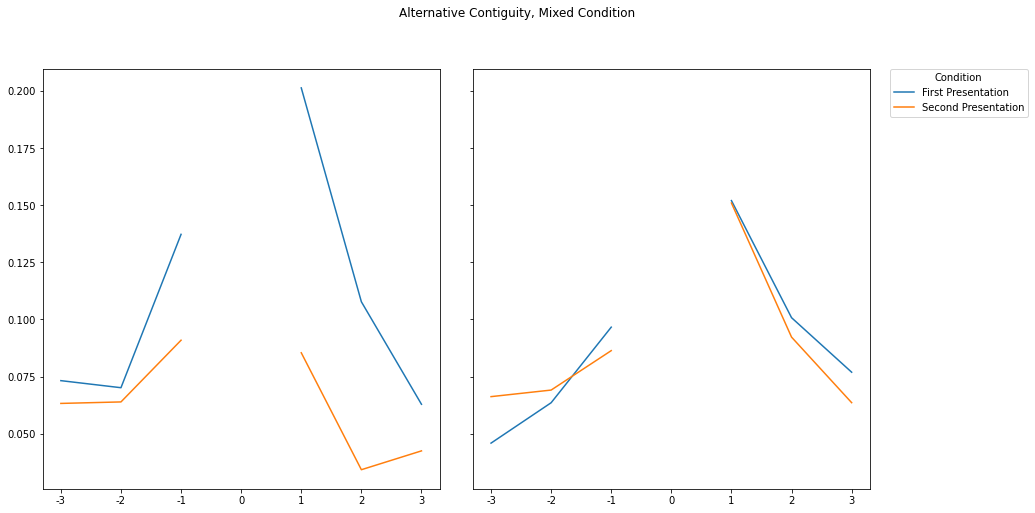 Alternative Contiguity, Mixed Condition
Condition
First Presentation
Second Presentation
0.200
0.175
0.150
0.125
0.100
0.075
0.050
-3 -2 -1 0 1 2 3
-3 -2 -1 0 1 2 3